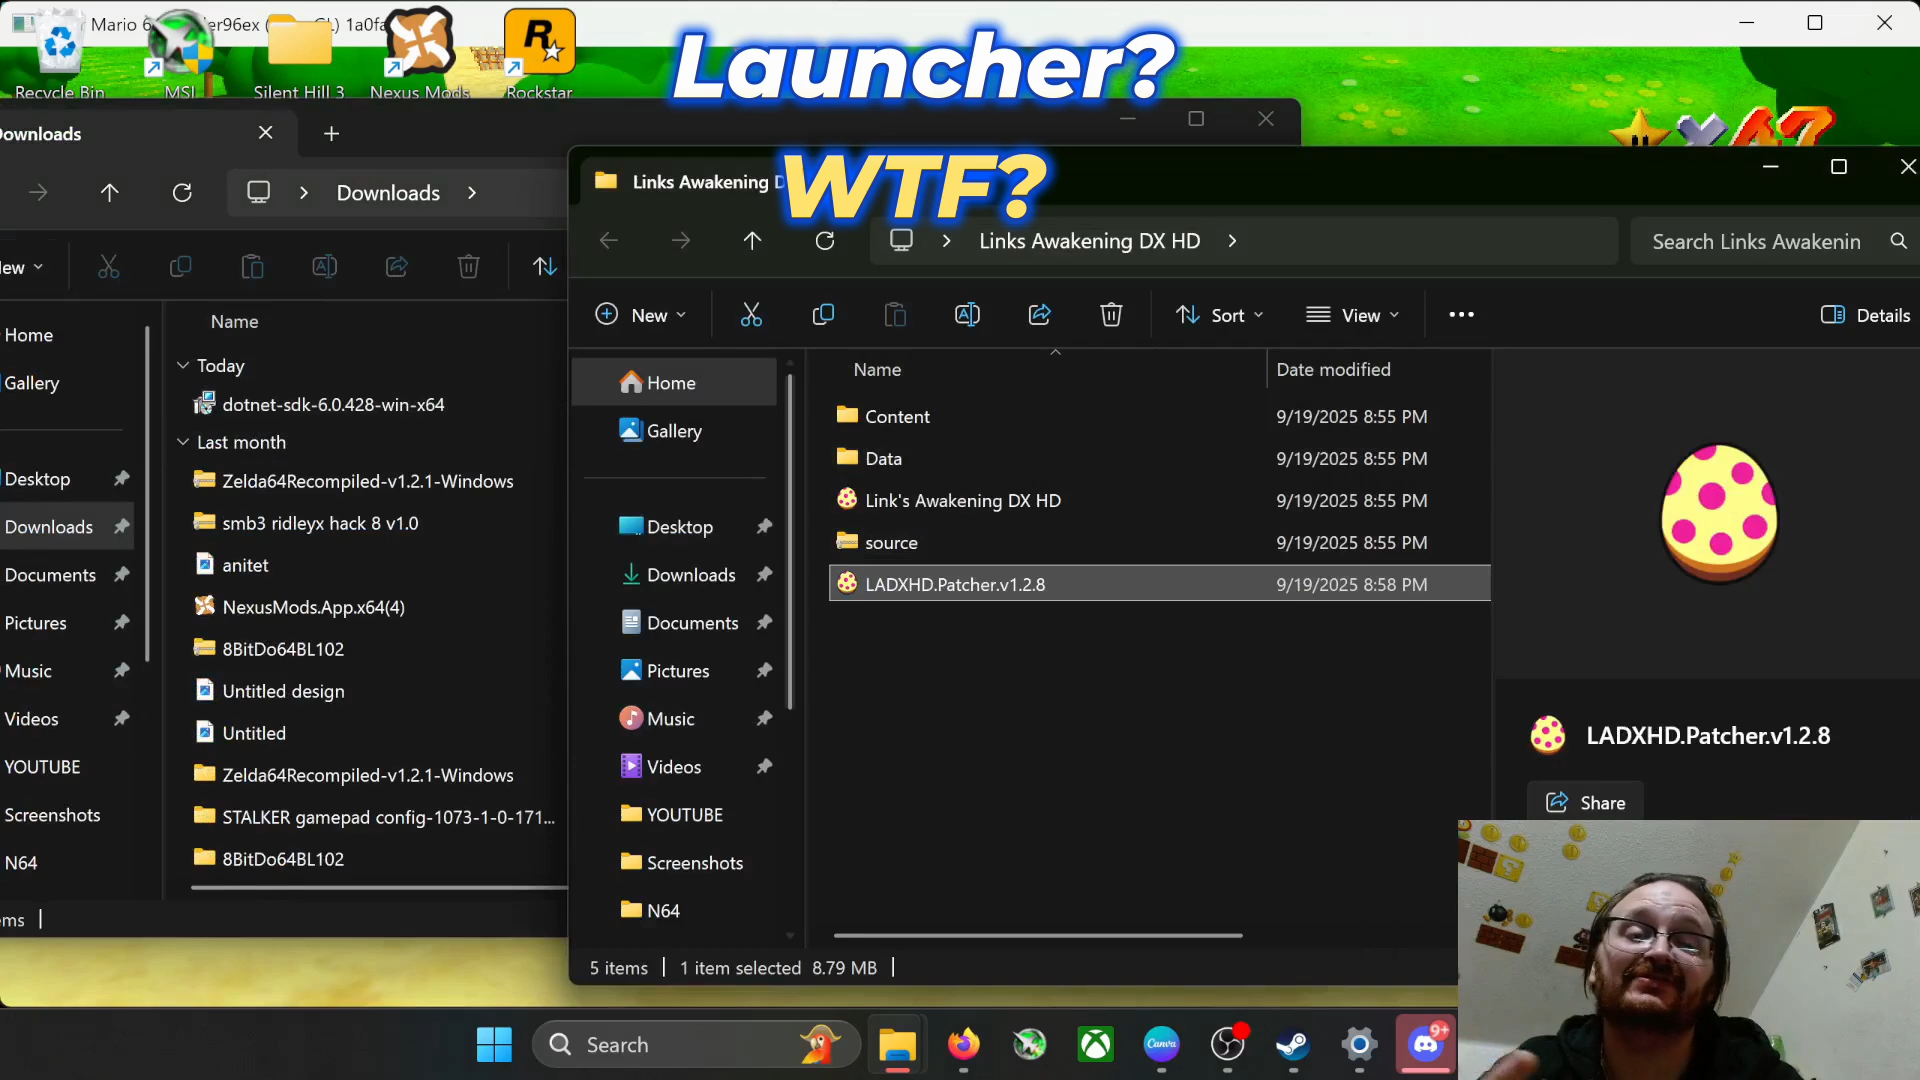 Mario 6
er96ex
L) 1a0fa
Recycle Bin
MSI
Silent Hill 3
Nexus Mods
Rockstar
Launcher?
WTF?
x47
Downloads
Downloads
New
Name
Home
Gallery
Desktop
Downloads
Documents
Pictures
Music
Videos
YOUTUBE
Screenshots
N64
Today
dotnet-sdk-6.0.428-win-x64
Last month
Zelda64Recompiled-v1.2.1-Windows
smb3 ridleyx hack 8 v1.0
anitet
NexusMods.App.x64(4)
8BitDo64BL102
Untitled design
Untitled
Zelda64Recompiled-v1.2.1-Windows
STALKER gamepad config-1073-1-0-171...
8BitDo64BL102
ems
Links Awakening D
Links Awakening DX HD
Search Links Awakenin
New
Sort
View
Details
Home
Gallery
Desktop
Downloads
Documents
Pictures
Music
Videos
YOUTUBE
Screenshots
N64
Name
Date modified
Content
9/19/2025 8:55 PM
Data
9/19/2025 8:55 PM
Link's Awakening DX HD
9/19/2025 8:55 PM
source
9/19/2025 8:55 PM
LADXHD.Patcher.v1.2.8
9/19/2025 8:58 PM
LADXHD.Patcher.v1.2.8
Share
5 items
1 item selected 8.79 MB
Search
Canva
9+